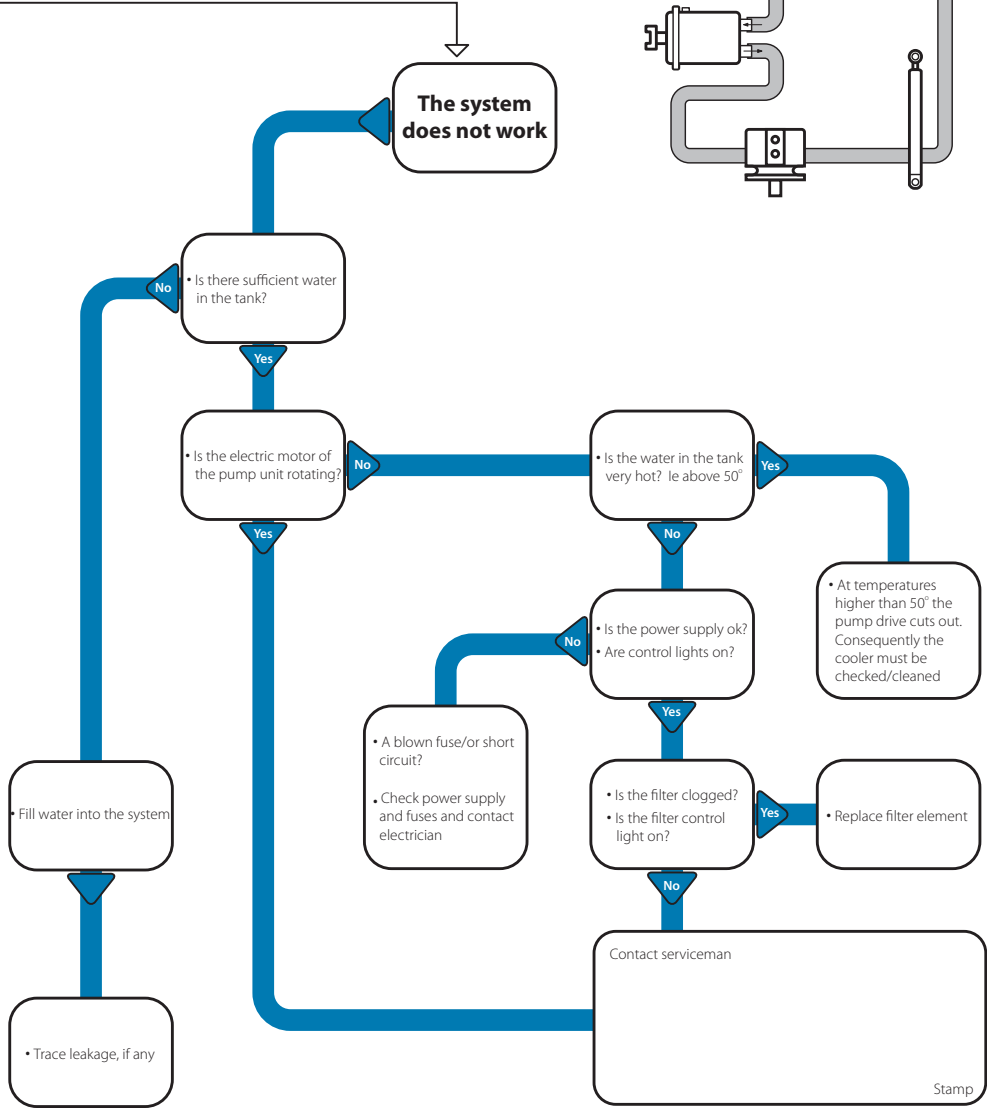 The system
does not work
No
• Is there sufficient water
in the tank?
Yes
• Is the electric motor of
the pump unit rotating?
No
• Is the water in the tank
very hot? Ie above 50°
Yes
Yes
No
• At temperatures
higher than 50° the
pump drive cuts out.
Consequently the
cooler must be
checked/cleaned
No
• Is the power supply ok?
• Are control lights on?
Yes
• A blown fuse/or short
circuit?
• Check power supply
and fuses and contact
electrician
• Fill water into the system
• Is the filter clogged?
• Is the filter control
light on?
Yes
• Replace filter element
No
Contact serviceman
• Trace leakage, if any
Stamp